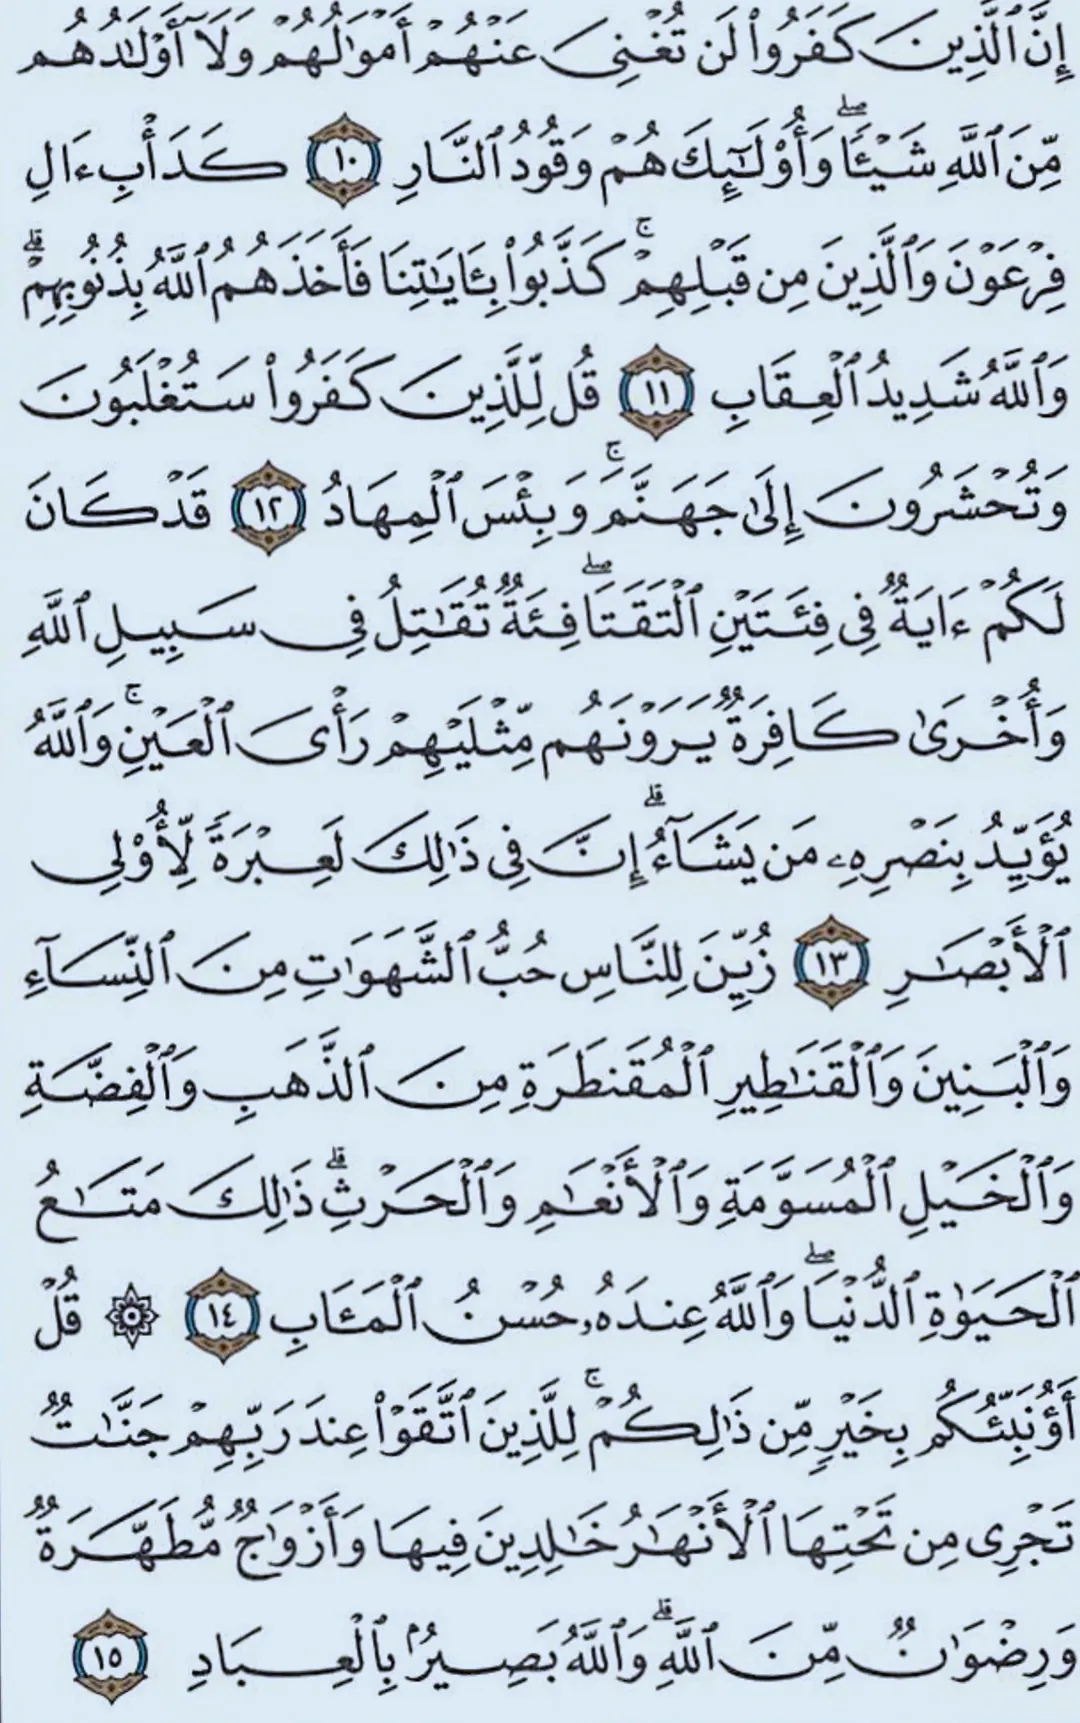 إِنَّ ٱلَّذِينَ كَفَرُوا۟ لَن تُغْنِىَ عَنْهُمْ أَمْوَٰلُهُمْ وَلَآ أَوْلَٰدُهُم
مِّنَ ٱللَّهِ شَيْـًٔا ۖ وَأُو۟لَٰٓئِكَ هُمْ وَقُودُ ٱلنَّارِ ١٠ كَدَأْبِ ءَالِ
فِرْعَوْنَ وَٱلَّذِينَ مِن قَبْلِهِمْ ۚ كَذَّبُوا۟ بِـَٔايَٰتِنَا فَأَخَذَهُمُ ٱللَّهُ بِذُنُوبِهِمْ ۗ
وَٱللَّهُ شَدِيدُ ٱلْعِقَابِ ١١ قُل لِّلَّذِينَ كَفَرُوا۟ سَتُغْلَبُونَ
وَتُحْشَرُونَ إِلَىٰ جَهَنَّمَ ۚ وَبِئْسَ ٱلْمِهَادُ ١٢ قَدْ كَانَ
لَكُمْ ءَايَةٌ فِى فِئَتَيْنِ ٱلْتَقَتَا ۖ فِئَةٌ تُقَٰتِلُ فِى سَبِيلِ ٱللَّهِ
وَأُخْرَىٰ كَافِرَةٌ يَرَوْنَهُم مِّثْلَيْهِمْ رَأْىَ ٱلْعَيْنِ ۚ وَٱللَّهُ
يُؤَيِّدُ بِنَصْرِهِۦ مَن يَشَآءُ ۗ إِنَّ فِى ذَٰلِكَ لَعِبْرَةً لِّأُو۟لِى
ٱلْأَبْصَٰرِ ١٣ زُيِّنَ لِلنَّاسِ حُبُّ ٱلشَّهَوَٰتِ مِنَ ٱلنِّسَآءِ
وَٱلْبَنِينَ وَٱلْقَنَٰطِيرِ ٱلْمُقَنطَرَةِ مِنَ ٱلذَّهَبِ وَٱلْفِضَّةِ
وَٱلْخَيْلِ ٱلْمُسَوَّمَةِ وَٱلْأَنْعَٰمِ وَٱلْحَرْثِ ۗ ذَٰلِكَ مَتَٰعُ
ٱلْحَيَوٰةِ ٱلدُّنْيَا ۖ وَٱللَّهُ عِندَهُۥ حُسْنُ ٱلْمَـَٔابِ ١٤ ۞ قُلْ
أَؤُنَبِّئُكُم بِخَيْرٍ مِّن ذَٰلِكُمْ ۚ لِلَّذِينَ ٱتَّقَوْا۟ عِندَ رَبِّهِمْ جَنَّٰتٌ
تَجْرِى مِن تَحْتِهَا ٱلْأَنْهَٰرُ خَٰلِدِينَ فِيهَا وَأَزْوَٰجٌ مُّطَهَّرَةٌ
وَرِضْوَٰنٌ مِّنَ ٱللَّهِ ۗ وَٱللَّهُ بَصِيرٌۢ بِٱلْعِبَادِ ١٥